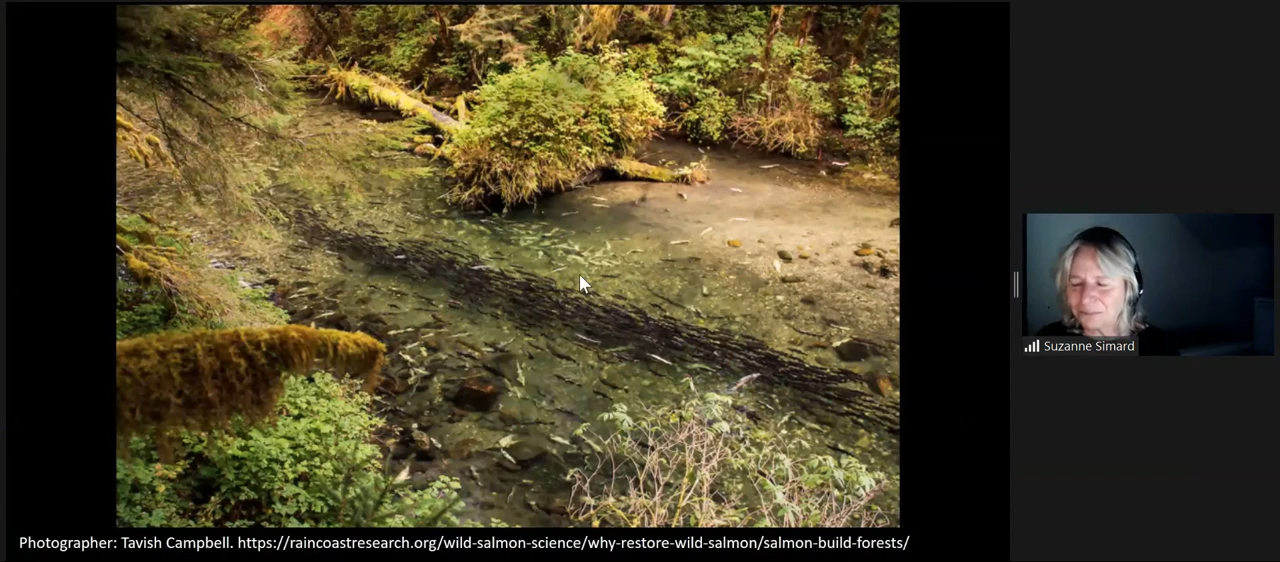 Suzanne Simard
Photographer: Tavish Campbell. https://raincoastresearch.org/wild-salmon-science/why-restore-wild-salmon/salmon-build-forests/